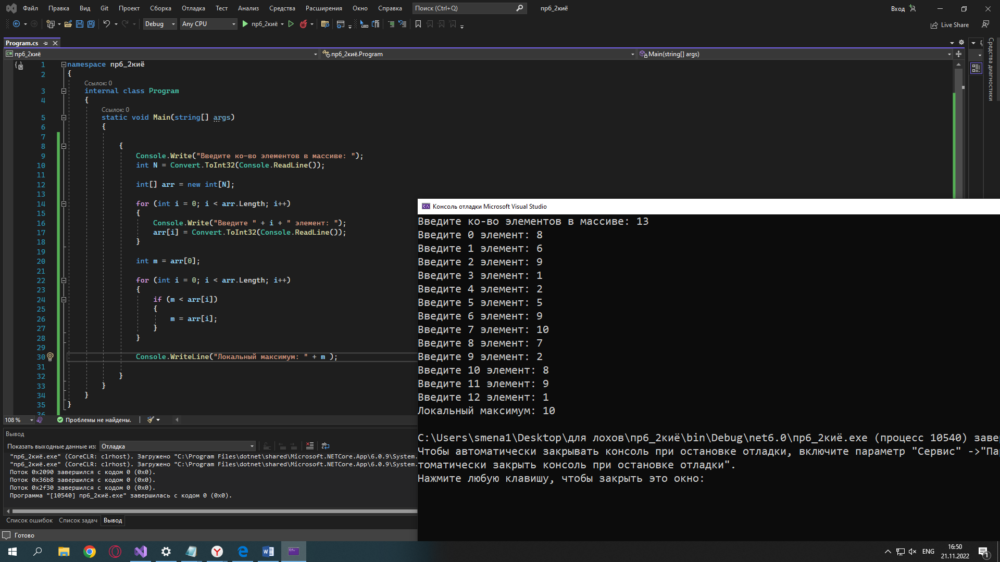 Файл Правка Вид Git Проект Сборка Отладка Тест Анализ Средства Расширения Окно Справка Поиск (Ctrl+Q) пр6_2киё Вход
Debug Any CPU пр6_2киё Live Share
Program.cs
пр6_2киё пр6_2киё.Program Main(string[] args)
Средства диагностики
1 namespace пр6_2киё
2 {
Ссылок: 0
3 internal class Program
4 {
Ссылок: 0
5 static void Main(string[] args)
6 {
7
8 {
9 Console.Write("Введите ко-во элементов в массиве: ");
10 int N = Convert.ToInt32(Console.ReadLine());
11
12 int[] arr = new int[N];
13
14 for (int i = 0; i < arr.Length; i++)
15 {
16 Console.Write("Введите " + i + " элемент: ");
17 arr[i] = Convert.ToInt32(Console.ReadLine());
18 }
19
20 int m = arr[0];
21
22 for (int i = 0; i < arr.Length; i++)
23 {
24 if (m < arr[i])
25 {
26 m = arr[i];
27 }
28 }
29
30 Console.WriteLine("Локальный максимум: " + m );
31
32 }
33 }
34 }
35 }
36
108 % Проблемы не найдены.
Вывод
Показать выходные данные из: Отладка
"пр6_2киё.exe" (CoreCLR: clrhost). Загружено "C:\Program Files\dotnet\shared\Microsoft.NETCore.App\6.0.9\System.
"пр6_2киё.exe" (CoreCLR: clrhost). Загружено "C:\Program Files\dotnet\shared\Microsoft.NETCore.App\6.0.9\System.
Поток 0x2090 завершился с кодом 0 (0x0).
Поток 0x36b8 завершился с кодом 0 (0x0).
Поток 0x2f30 завершился с кодом 0 (0x0).
Программа "[10540] пр6_2киё.exe" завершилась с кодом 0 (0x0).
Список ошибок Список задач Вывод
Готово
Консоль отладки Microsoft Visual Studio
Введите ко-во элементов в массиве: 13
Введите 0 элемент: 8
Введите 1 элемент: 6
Введите 2 элемент: 9
Введите 3 элемент: 1
Введите 4 элемент: 2
Введите 5 элемент: 5
Введите 6 элемент: 9
Введите 7 элемент: 10
Введите 8 элемент: 7
Введите 9 элемент: 2
Введите 10 элемент: 8
Введите 11 элемент: 9
Введите 12 элемент: 1
Локальный максимум: 10
C:\Users\smena1\Desktop\для лохов\пр6_2киё\bin\Debug\net6.0\пр6_2киё.exe (процесс 10540) заве
Чтобы автоматически закрывать консоль при остановке отладки, включите параметр "Сервис" ->"Па
томатически закрыть консоль при остановке отладки".
Нажмите любую клавишу, чтобы закрыть это окно:
ENG 16:50
21.11.2022
1